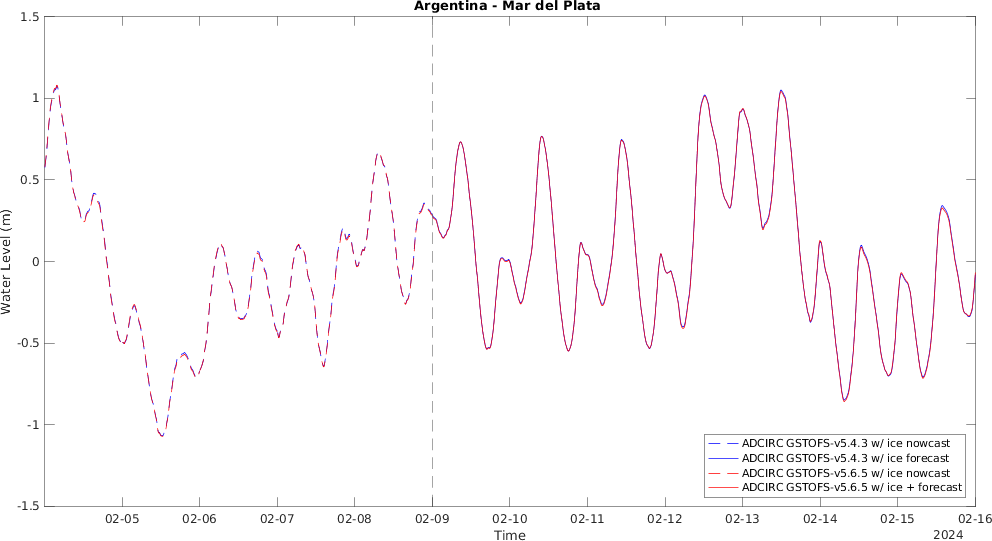 Argentina - Mar del Plata
1.5
1
0.5
0
-0.5
-1
-1.5
Water Level (m)
02-05 02-06 02-07 02-08 02-09 02-10 02-11 02-12 02-13 02-14 02-15 02-16
Time
2024
ADCIRC GSTOFS-v5.4.3 w/ ice nowcast
ADCIRC GSTOFS-v5.4.3 w/ ice forecast
ADCIRC GSTOFS-v5.6.5 w/ ice nowcast
ADCIRC GSTOFS-v5.6.5 w/ ice + forecast